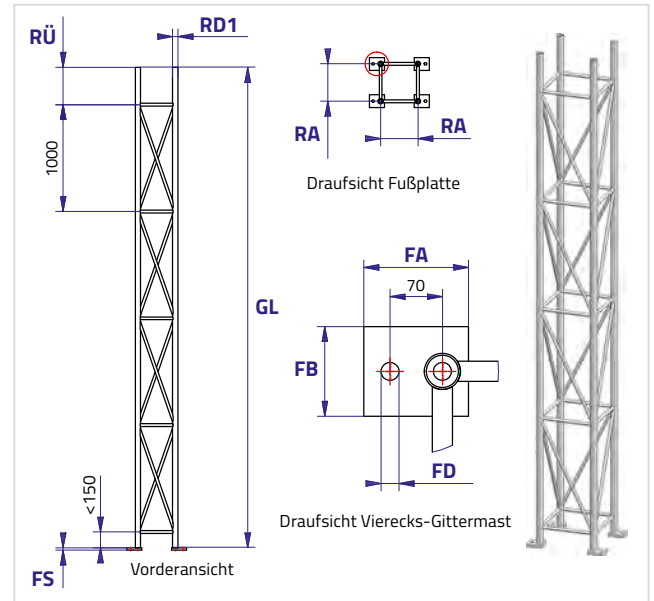 RÜ
RD1
1000
GL
<150
FS
Vorderansicht
RA
RA
Draufsicht Fußplatte
FA
70
FB
FD
Draufsicht Vierecks-Gittermast